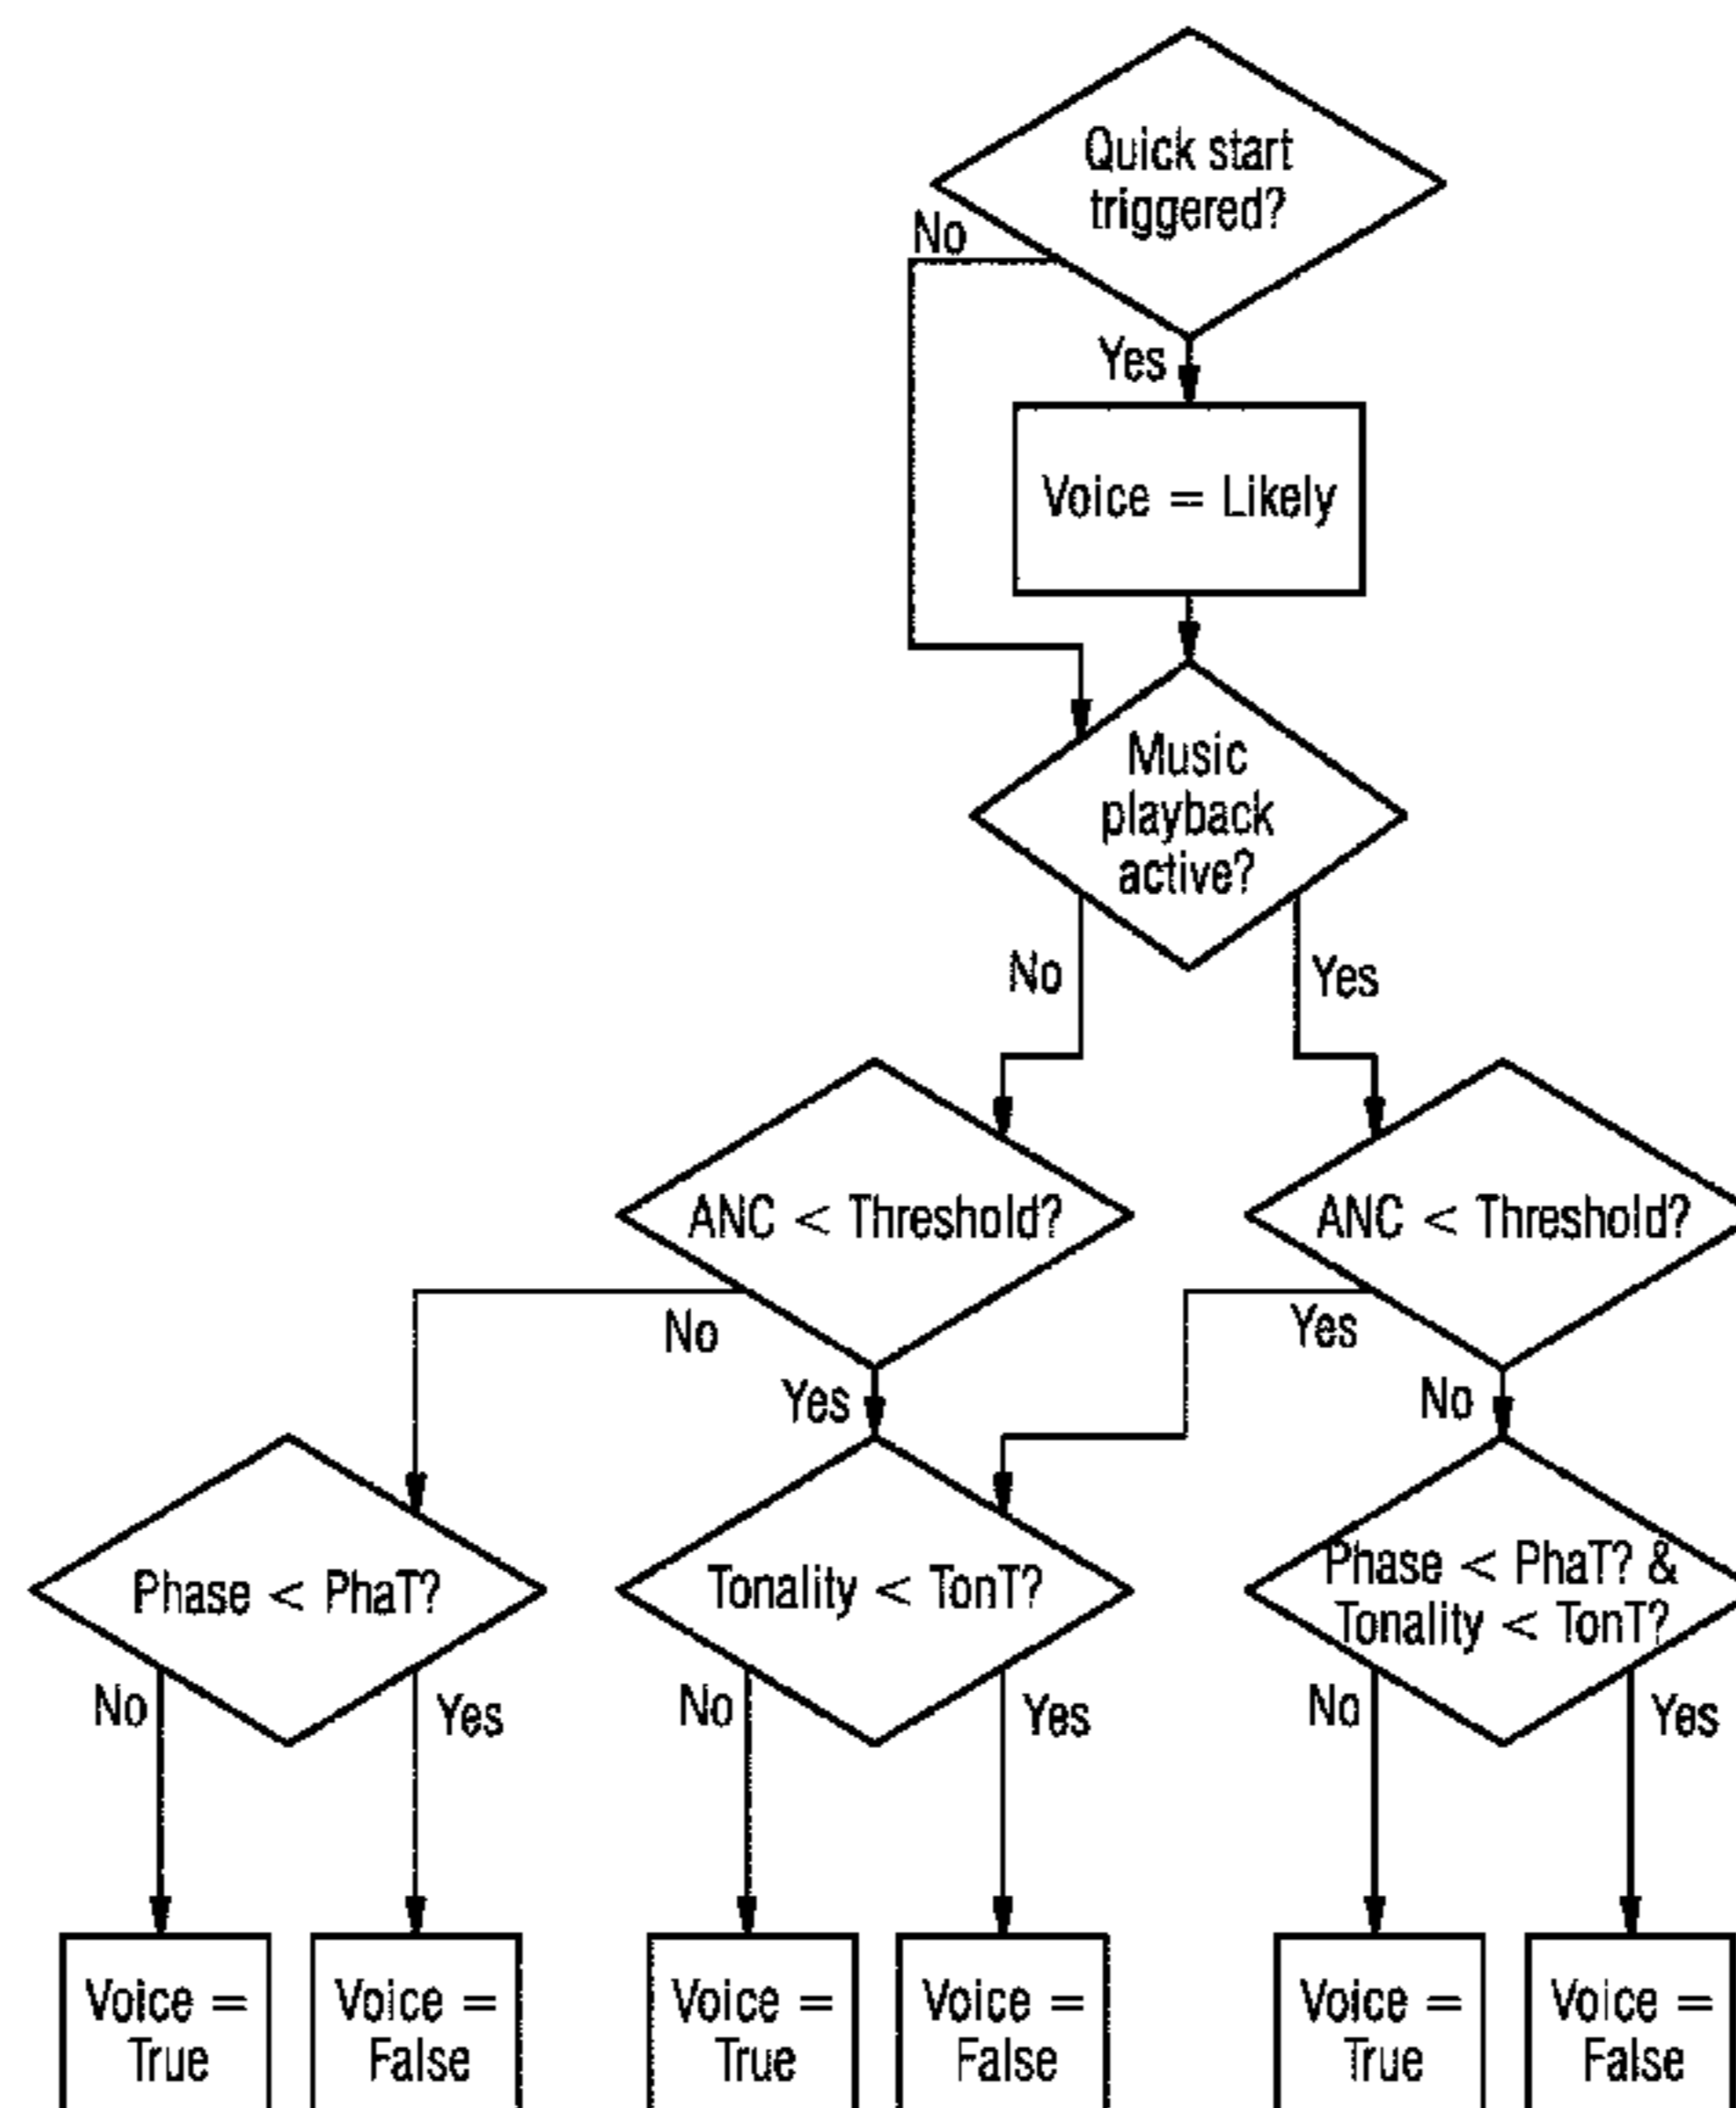 Quick start
triggered?
No
Yes
Voice = Likely
Music
playback
active?
No
Yes
ANC < Threshold?
ANC < Threshold?
No
Yes
Yes
No
Phase < PhaT?
Tonality < TonT?
Phase < PhaT? &
Tonality < TonT?
No
Yes
No
Yes
No
Yes
Voice =
True
Voice =
False
Voice =
True
Voice =
False
Voice =
True
Voice =
False